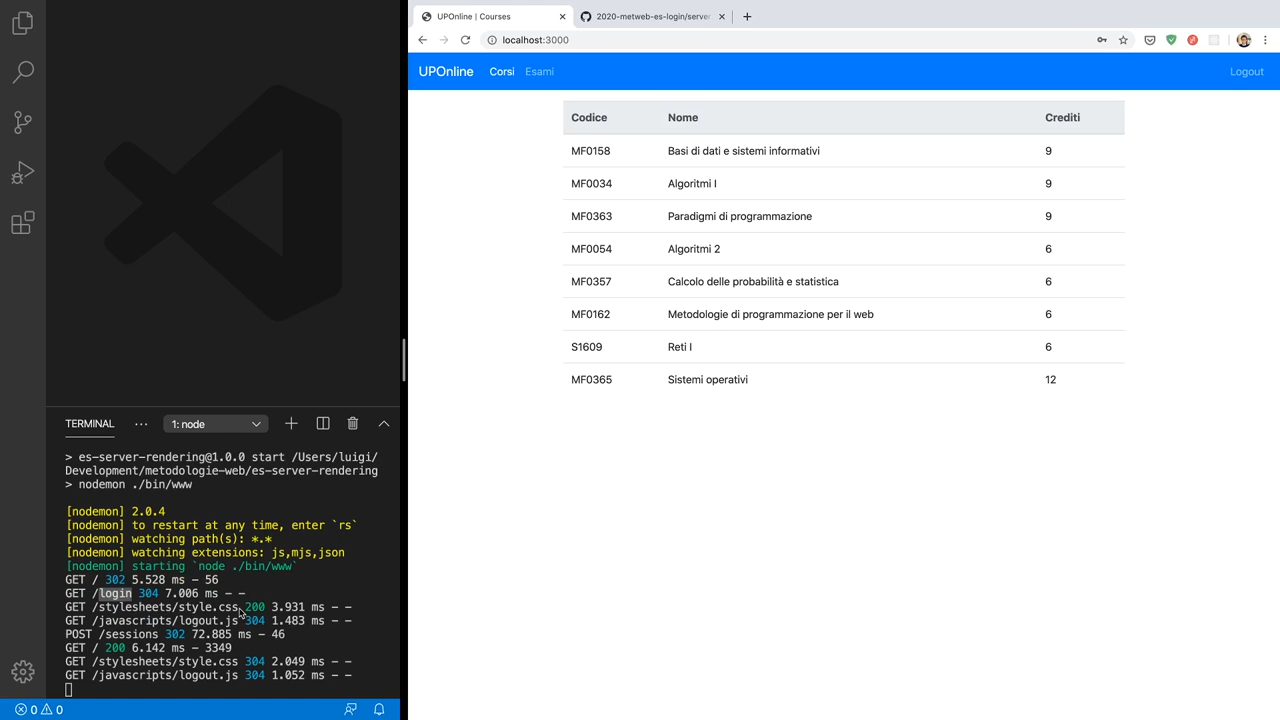 UPOnline | Courses
2020-metweb-es-login/server
localhost:3000
UPOnline Corsi Esami Logout
Codice Nome Crediti
MF0158 Basi di dati e sistemi informativi 9
MF0034 Algoritmi I 9
MF0363 Paradigmi di programmazione 9
MF0054 Algoritmi 2 6
MF0357 Calcolo delle probabilità e statistica 6
MF0162 Metodologie di programmazione per il web 6
S1609 Reti I 6
MF0365 Sistemi operativi 12
TERMINAL ··· 1: node
> es-server-rendering@1.0.0 start /Users/luigi/
Development/metodologie-web/es-server-rendering
> nodemon ./bin/www
[nodemon] 2.0.4
[nodemon] to restart at any time, enter `rs`
[nodemon] watching path(s): *.*
[nodemon] watching extensions: js,mjs,json
[nodemon] starting `node ./bin/www`
GET / 302 5.528 ms - 56
GET /login 304 7.006 ms - -
GET /stylesheets/style.css 200 3.931 ms - -
GET /javascripts/logout.js 304 1.483 ms - -
POST /sessions 302 72.885 ms - 46
GET / 200 6.142 ms - 3349
GET /stylesheets/style.css 304 2.049 ms - -
GET /javascripts/logout.js 304 1.052 ms - -
0 0